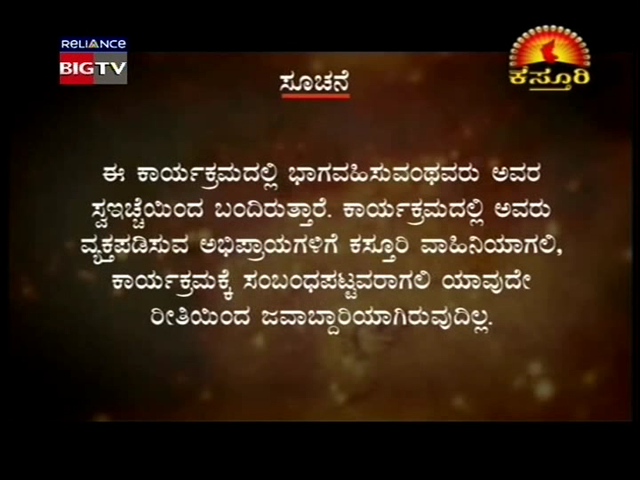 RELIANCE
BIGTV
ಕಸ್ತೂರಿ
ಸೂಚನೆ
ಈ ಕಾರ್ಯಕ್ರಮದಲ್ಲಿ ಭಾಗವಹಿಸುವಂಥವರು ಅವರ
ಸ್ವಇಚ್ಚೆಯಿಂದ ಬಂದಿರುತ್ತಾರೆ. ಕಾರ್ಯಕ್ರಮದಲ್ಲಿ ಅವರು
ವ್ಯಕ್ತಪಡಿಸುವ ಅಭಿಪ್ರಾಯಗಳಿಗೆ ಕಸ್ತೂರಿ ವಾಹಿನಿಯಾಗಲಿ,
ಕಾರ್ಯಕ್ರಮಕ್ಕೆ ಸಂಬಂಧಪಟ್ಟವರಾಗಲಿ ಯಾವುದೇ
ರೀತಿಯಿಂದ ಜವಾಬ್ದಾರಿಯಾಗಿರುವುದಿಲ್ಲ.